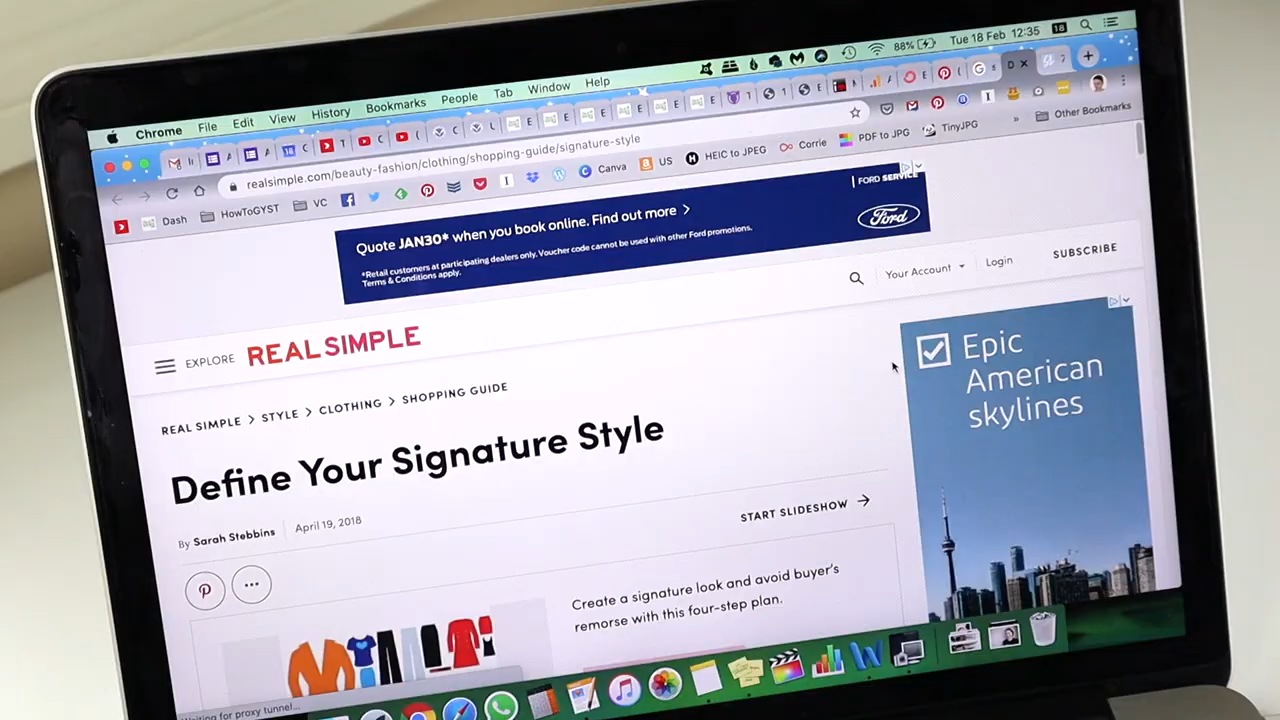 Chrome File Edit View History Bookmarks People Tab Window Help 88% Tue 18 Feb 12:35
realsimple.com/beauty-fashion/clothing/shopping-guide/signature-style
Dash HowToGYST VC Canva US HEIC to JPEG Corrie PDF to JPG TinyJPG » Other Bookmarks
Quote JAN30* when you book online. Find out more >
*Retail customers at participating dealers only. Voucher code cannot be used with other Ford promotions.
Terms & Conditions apply.
FORD SERVICE
Ford
Your Account Login SUBSCRIBE
EXPLORE REAL SIMPLE
REAL SIMPLE > STYLE > CLOTHING > SHOPPING GUIDE
Define Your Signature Style
By Sarah Stebbins April 19, 2018
START SLIDESHOW →
Create a signature look and avoid buyer's
remorse with this four-step plan.
Epic
American
skylines
Waiting for proxy tunnel...